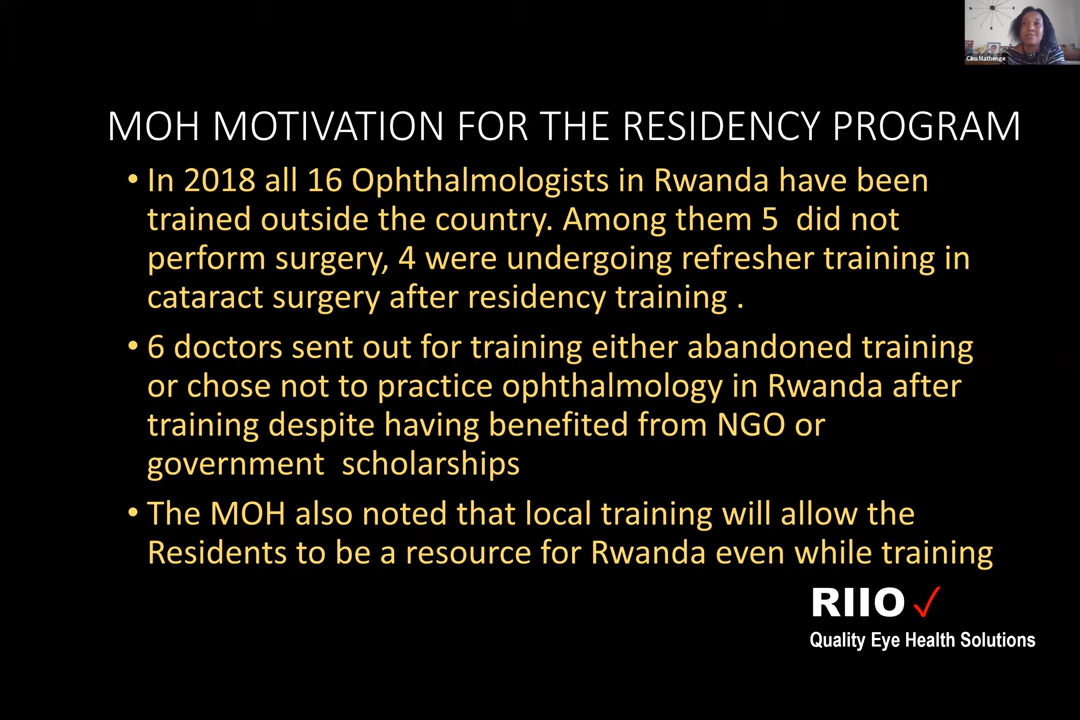 Ciku Mathenge
MOH MOTIVATION FOR THE RESIDENCY PROGRAM
• In 2018 all 16 Ophthalmologists in Rwanda have been
trained outside the country. Among them 5 did not
perform surgery, 4 were undergoing refresher training in
cataract surgery after residency training .
• 6 doctors sent out for training either abandoned training
or chose not to practice ophthalmology in Rwanda after
training despite having benefited from NGO or
government scholarships
• The MOH also noted that local training will allow the
Residents to be a resource for Rwanda even while training
RIIO✓
Quality Eye Health Solutions